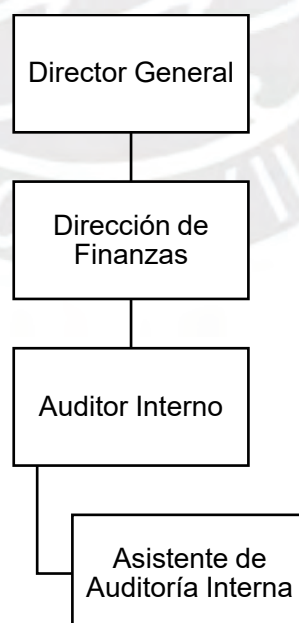 Director General
Dirección de
Finanzas
Auditor Interno
Asistente de
Auditoría Interna